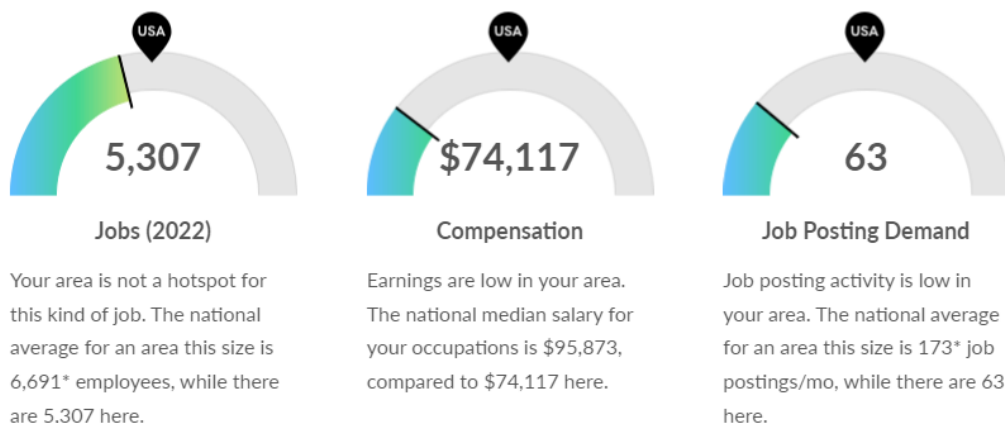 USA
5,307
Jobs (2022)
Your area is not a hotspot for
this kind of job. The national
average for an area this size is
6,691* employees, while there
are 5,307 here.
USA
$74,117
Compensation
Earnings are low in your area.
The national median salary for
your occupations is $95,873,
compared to $74,117 here.
USA
63
Job Posting Demand
Job posting activity is low in
your area. The national average
for an area this size is 173* job
postings/mo, while there are 63
here.